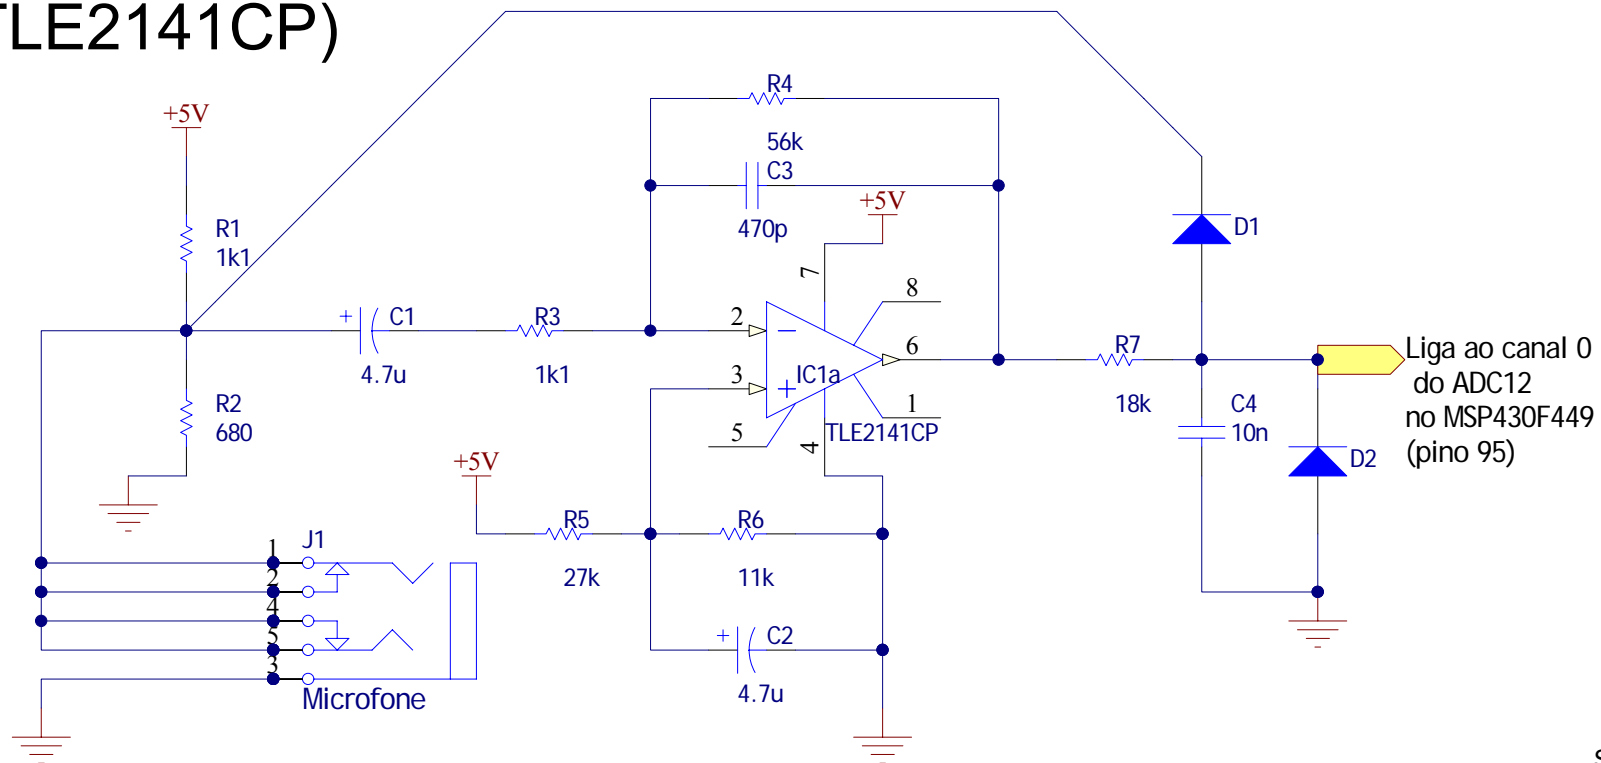 TLE2141CP)
+5V
R1
1k1
R2
680
C1
+
4.7u
R3
1k1
R4
56k
C3
470p
+5V
7
8
2
6
3
IC1a
5
4
1
TLE2141CP
R7
18k
D1
C4
10n
D2
Liga ao canal 0
do ADC12
no MSP430F449
(pino 95)
+5V
R5
27k
R6
11k
+
C2
4.7u
J1
1
2
4
5
3
Microfone